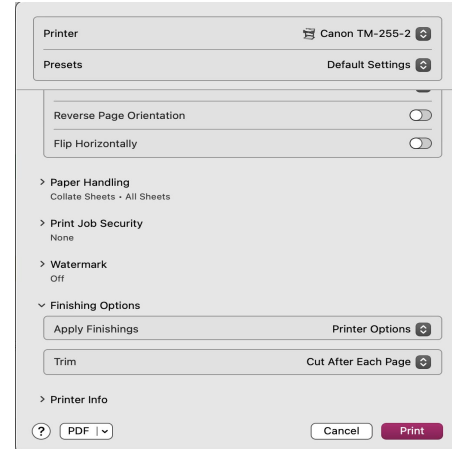 Printer Canon TM-255-2
Presets Default Settings
Reverse Page Orientation
Flip Horizontally
Paper Handling
Collate Sheets • All Sheets
Print Job Security
None
Watermark
Off
Finishing Options
Apply Finishings Printer Options
Trim Cut After Each Page
Printer Info
? PDF Cancel Print